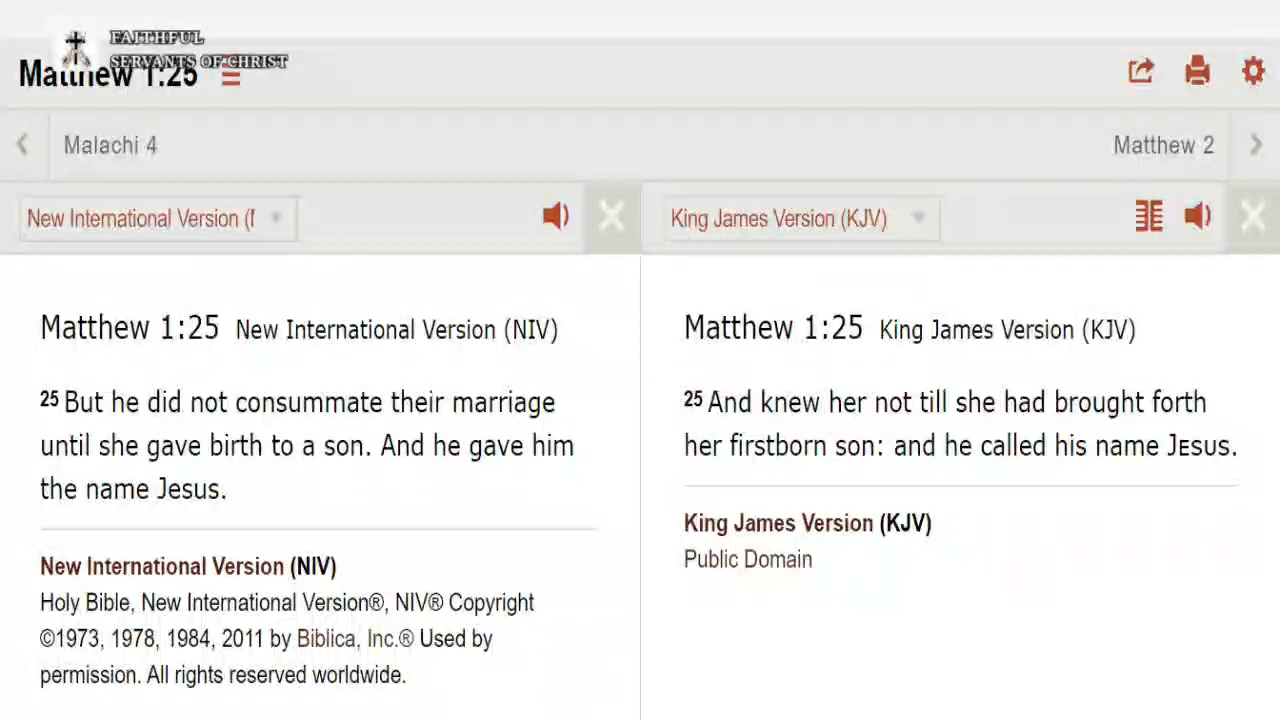 FAITHFUL
SERVANTS OF CHRIST
Matthew 1:25
Malachi 4
Matthew 2
New International Version (N
King James Version (KJV)
Matthew 1:25 New International Version (NIV)
25 But he did not consummate their marriage
until she gave birth to a son. And he gave him
the name Jesus.
New International Version (NIV)
Holy Bible, New International Version®, NIV® Copyright
©1973, 1978, 1984, 2011 by Biblica, Inc.® Used by
permission. All rights reserved worldwide.
Matthew 1:25 King James Version (KJV)
25 And knew her not till she had brought forth
her firstborn son: and he called his name JESUS.
King James Version (KJV)
Public Domain